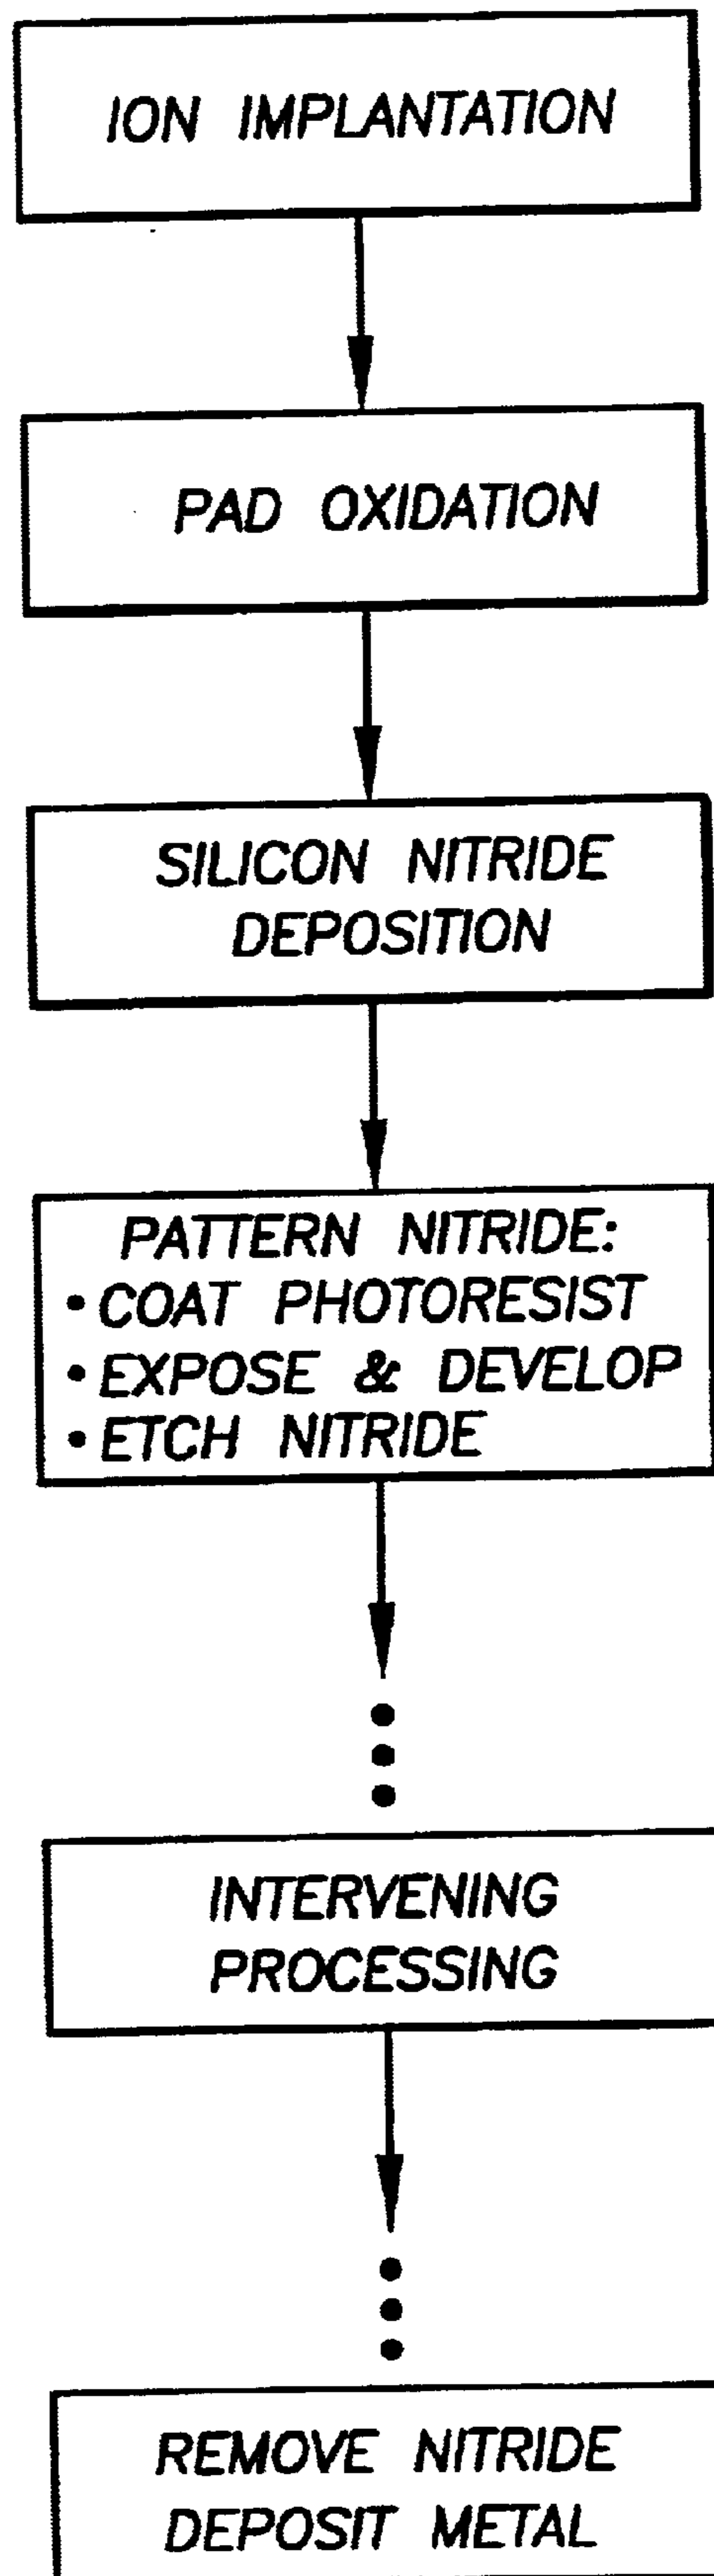 ION IMPLANTATION
PAD OXIDATION
SILICON NITRIDE
DEPOSITION
PATTERN NITRIDE:
• COAT PHOTORESIST
• EXPOSE & DEVELOP
• ETCH NITRIDE
INTERVENING
PROCESSING
REMOVE NITRIDE
DEPOSIT METAL